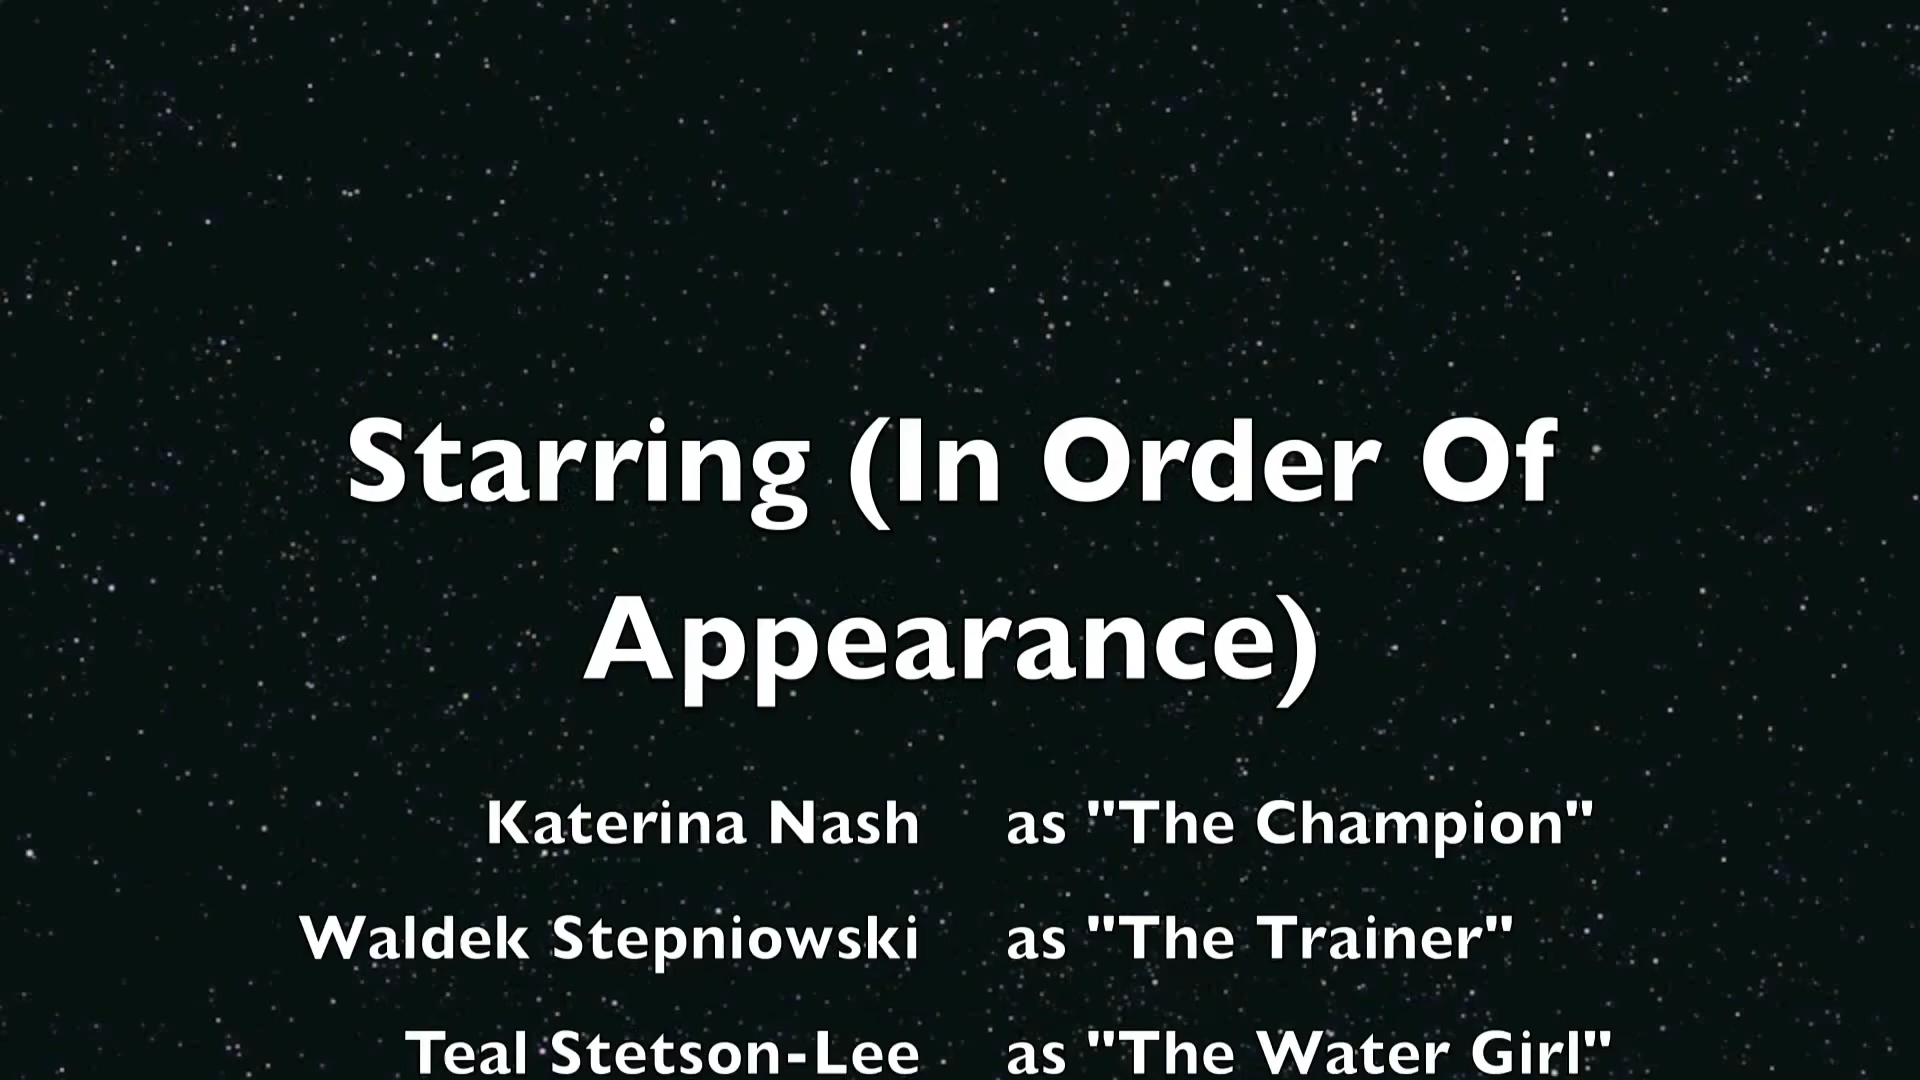 Starring (In Order Of
Appearance)
Katerina Nash as "The Champion"
Waldek Stepniowski as "The Trainer"
Teal Stetson-Lee as "The Water Girl"